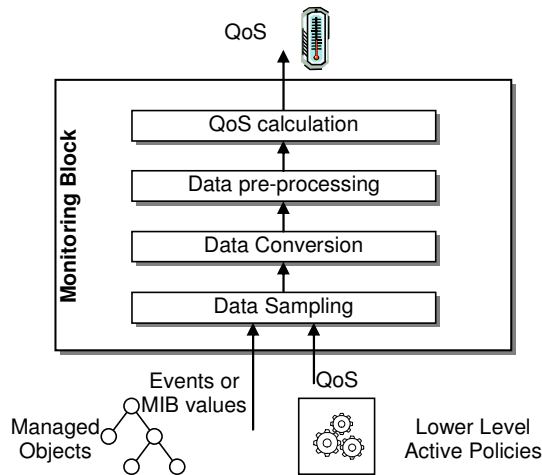 QoS
Monitoring Block
QoS calculation
Data pre-processing
Data Conversion
Data Sampling
Events or
MIB values
QoS
Managed
Objects
Lower Level
Active Policies